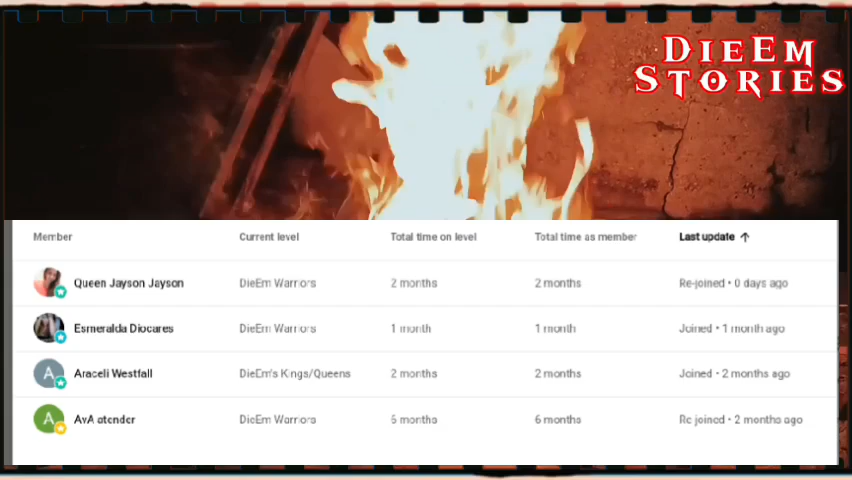 DieEm
Stories
Member Current level Total time on level Total time as member Last update ↑
Queen Jayson Jayson DieEm Warriors 2 months 2 months Re-joined • 0 days ago
Esmeralda Diocares DieEm Warriors 1 month 1 month Joined • 1 month ago
A Araceli Westfall DieEm's Kings/Queens 2 months 2 months Joined • 2 months ago
A AvA atender DieEm Warriors 6 months 6 months Re-joined • 2 months ago